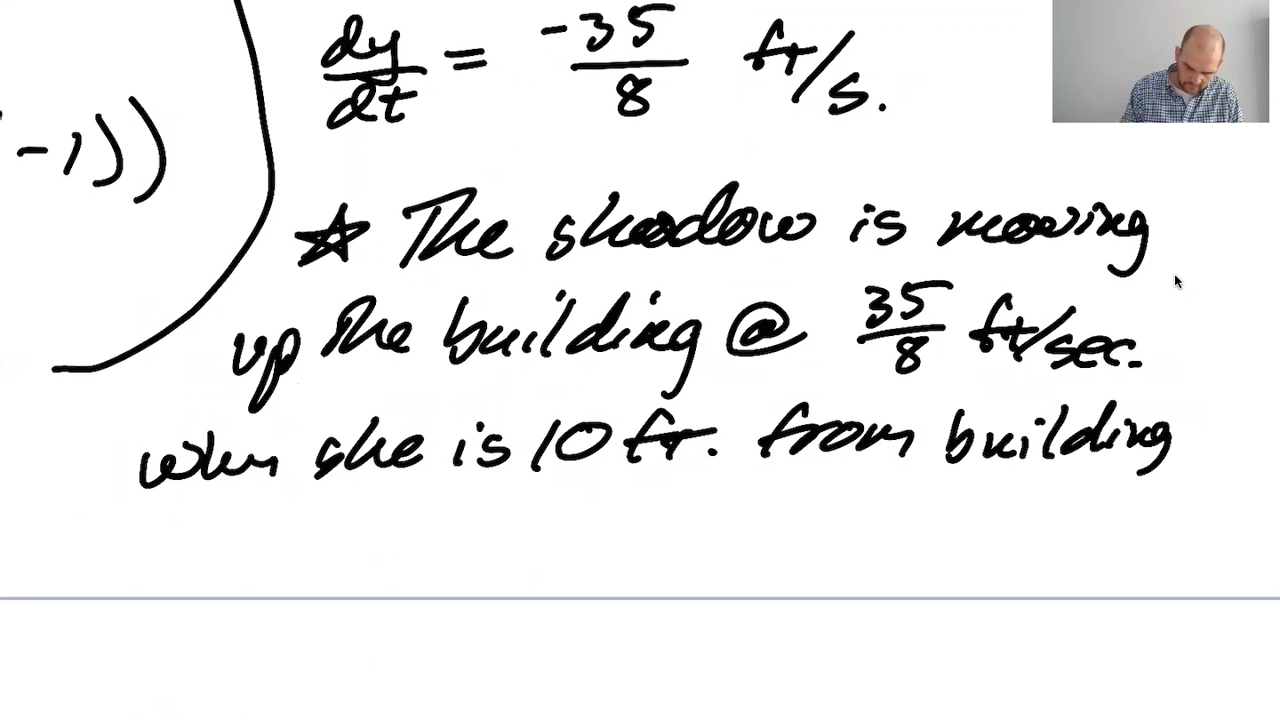 dy/dt = -35/8 ft/s.
-1))
☆ The shadow is moving
up the building @ 35/8 ft/sec.
when she is 10 ft. from building